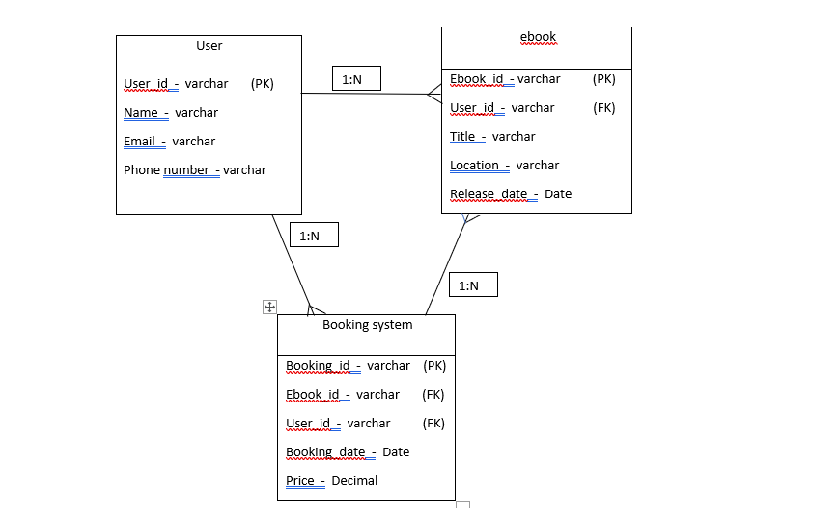 User
User_id - varchar (PK)
Name - varchar
Email - varchar
Phone number - varchar
1:N
ebook
Ebook_id - varchar (PK)
User_id - varchar (FK)
Title - varchar
Location - varchar
Release_date - Date
1:N
1:N
Booking system
Booking_id - varchar (PK)
Ebook_id - varchar (FK)
User_id - varchar (FK)
Booking_date - Date
Price - Decimal